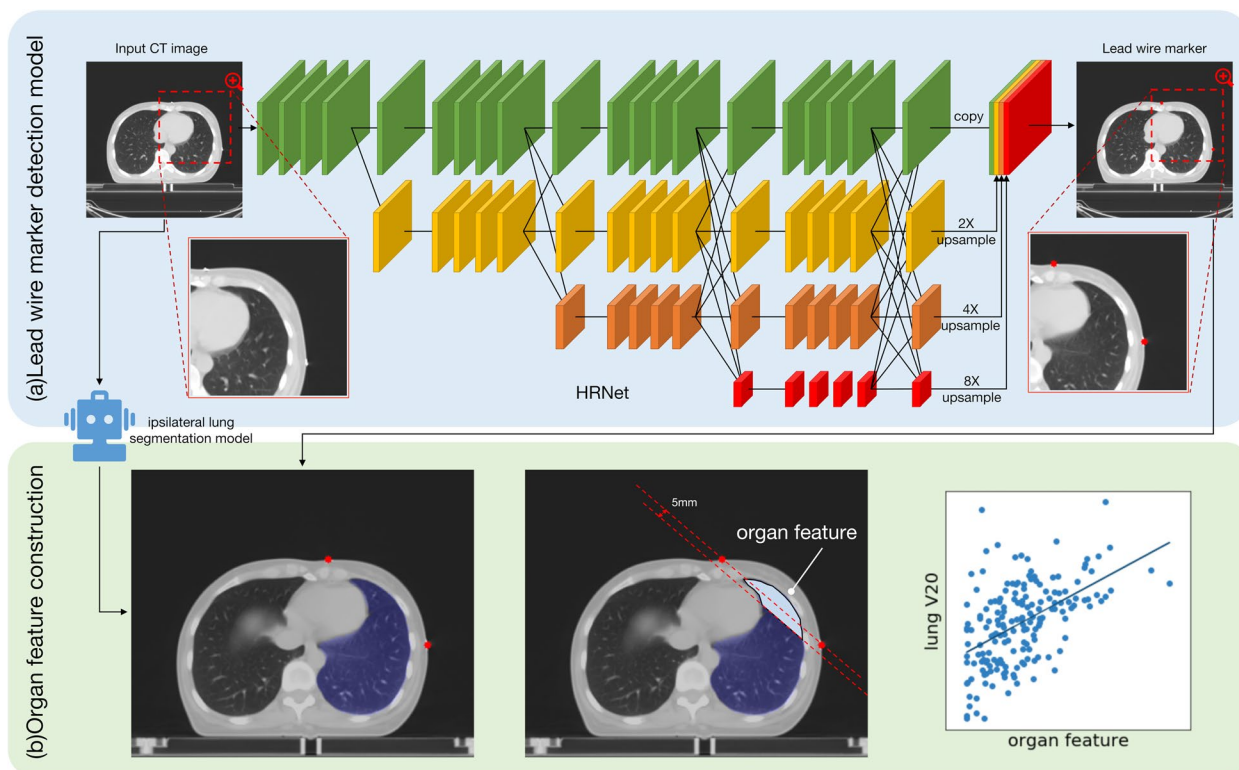 (a)Lead wire marker detection model
Input CT image
Lead wire marker
copy
2X
upsample
4X
upsample
8X
upsample
HRNet
ipsilateral lung
segmentation model
(b)Organ feature construction
5mm
organ feature
lung V20
organ feature